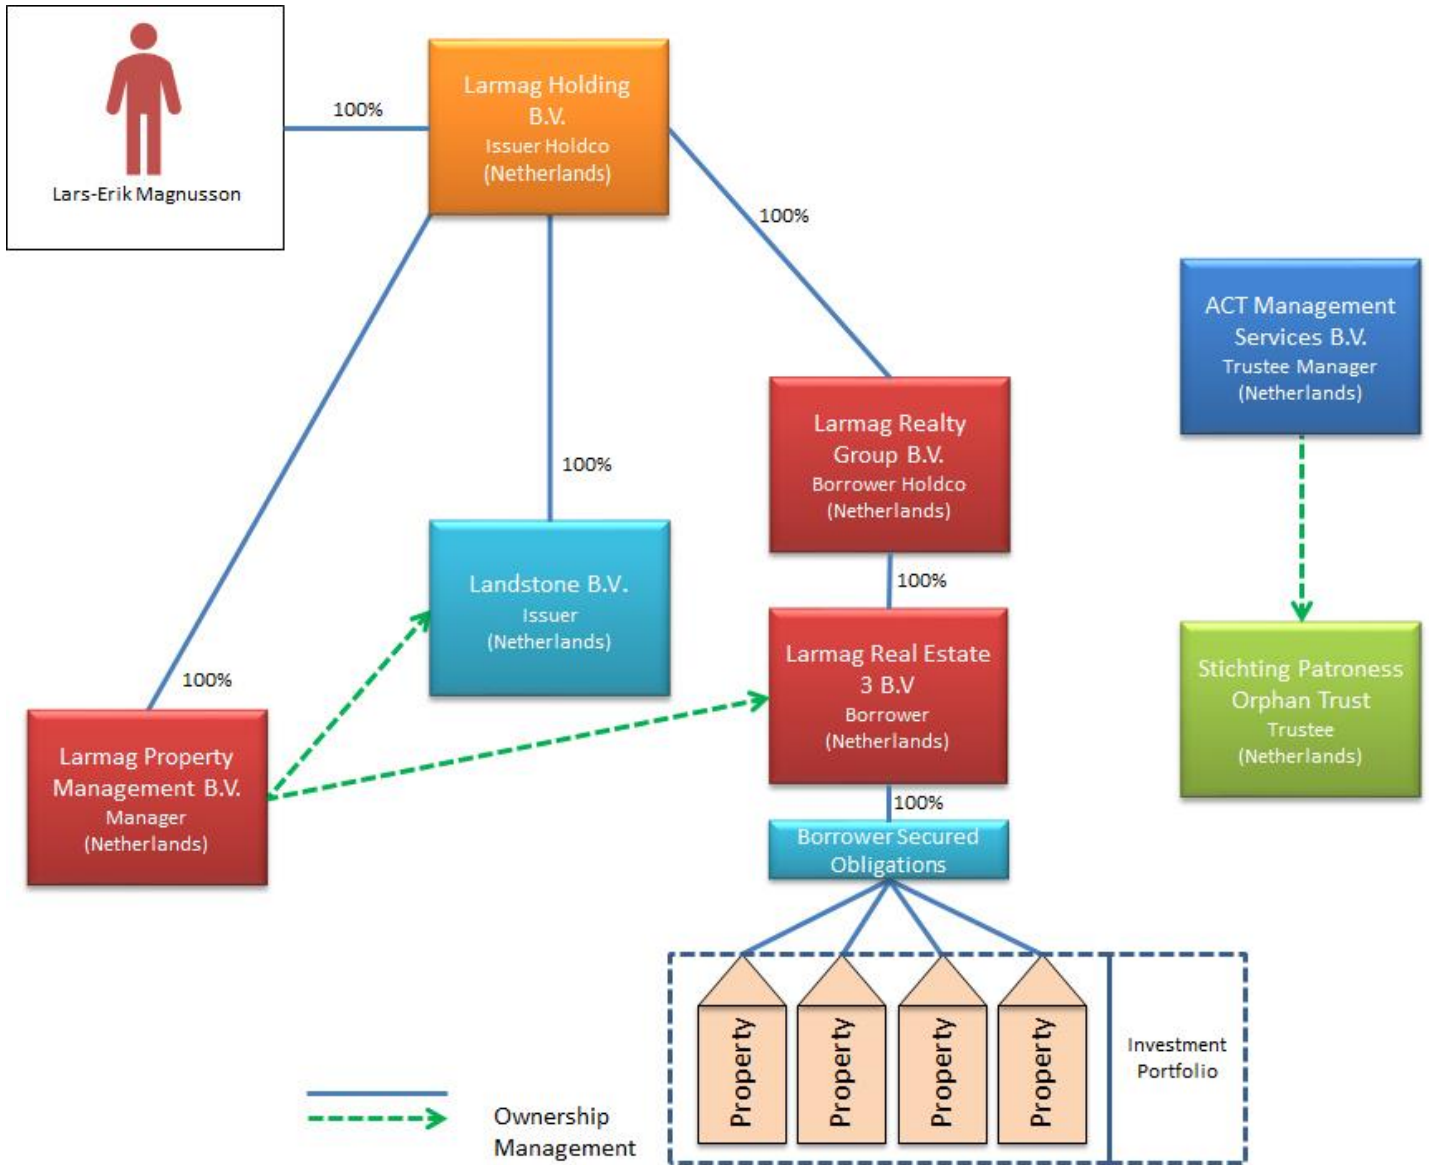 Lars-Erik Magnusson
100%
Larmag Holding
B.V.
Issuer Holdco
(Netherlands)
100%
ACT Management
Services B.V.
Trustee Manager
(Netherlands)
Larmag Realty
Group B.V.
Borrower Holdco
(Netherlands)
100%
Landstone B.V.
Issuer
(Netherlands)
100%
Larmag Real Estate
3 B.V
Borrower
(Netherlands)
Stichting Patroness
Orphan Trust
Trustee
(Netherlands)
100%
Larmag Property
Management B.V.
Manager
(Netherlands)
100%
Borrower Secured
Obligations
Property
Property
Property
Property
Investment
Portfolio
Ownership
Management